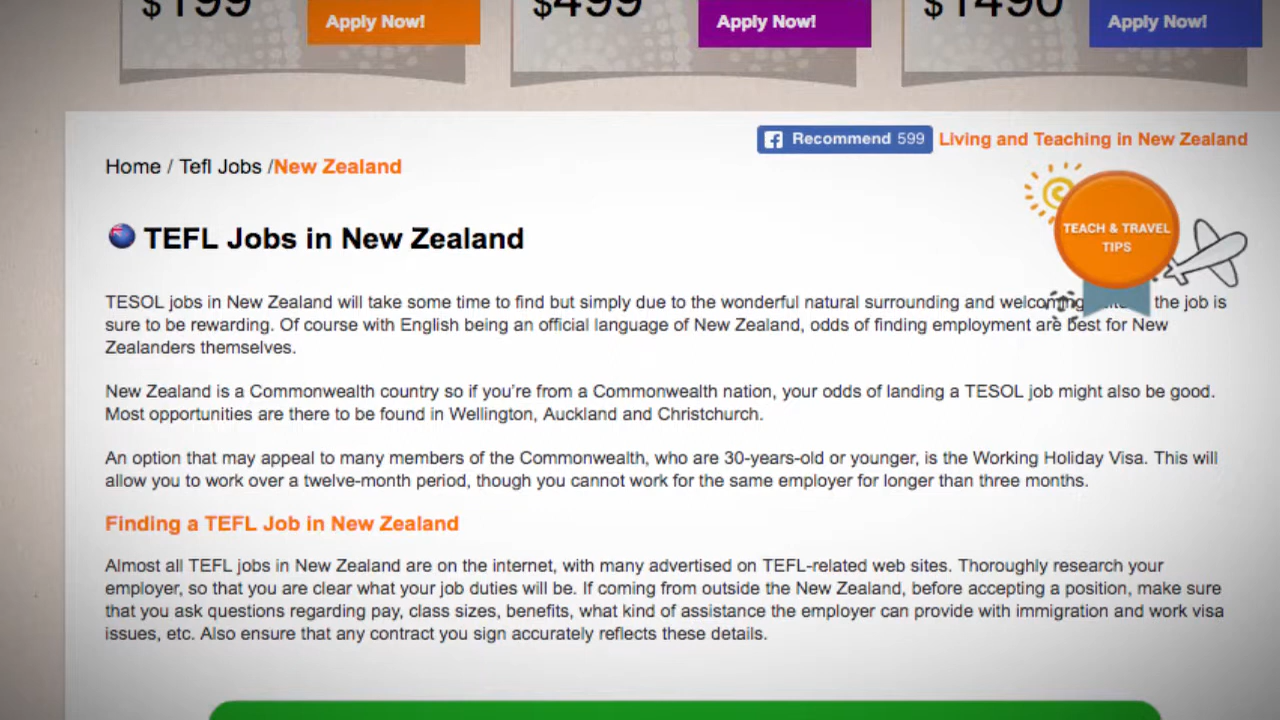 $199
$499
$1490
Apply Now!
Apply Now!
Apply Now!
Recommend 599
Living and Teaching in New Zealand
Home / Tefl Jobs /New Zealand
TEACH & TRAVEL
TIPS
TEFL Jobs in New Zealand
TESOL jobs in New Zealand will take some time to find but simply due to the wonderful natural surrounding and the job is
sure to be rewarding. Of course with English being an official language of New Zealand, odds of finding employment are best for New
Zealanders themselves.
New Zealand is a Commonwealth country so if you’re from a Commonwealth nation, your odds of landing a TESOL job might also be good.
Most opportunities are there to be found in Wellington, Auckland and Christchurch.
An option that may appeal to many members of the Commonwealth, who are 30-years-old or younger, is the Working Holiday Visa. This will
allow you to work over a twelve-month period, though you cannot work for the same employer for longer than three months.
Finding a TEFL Job in New Zealand
Almost all TEFL jobs in New Zealand are on the internet, with many advertised on TEFL-related web sites. Thoroughly research your
employer, so that you are clear what your job duties will be. If coming from outside the New Zealand, before accepting a position, make sure
that you ask questions regarding pay, class sizes, benefits, what kind of assistance the employer can provide with immigration and work visa
issues, etc. Also ensure that any contract you sign accurately reflects these details.